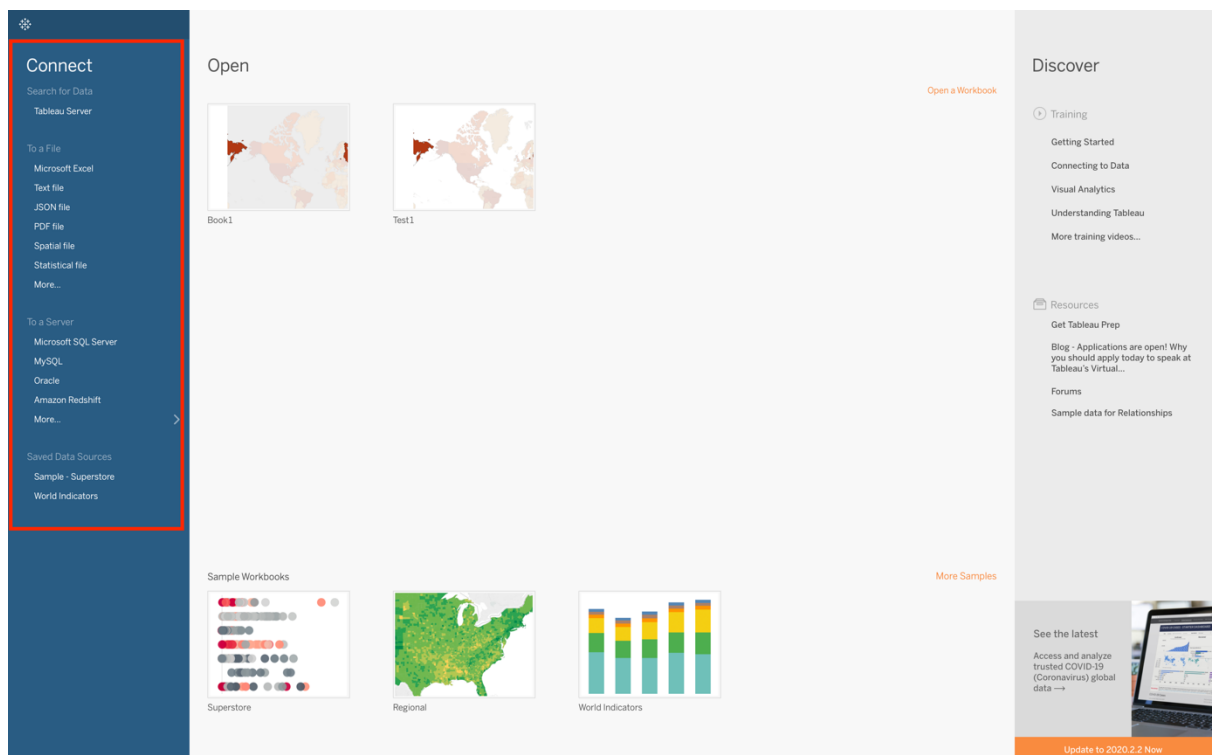 Connect
Search for Data
Tableau Server
To a File
Microsoft Excel
Text file
JSON file
PDF file
Spatial file
Statistical file
More...
To a Server
Microsoft SQL Server
MySQL
Oracle
Amazon Redshift
More...
Saved Data Sources
Sample - Superstore
World Indicators
Open
Open a Workbook
Book1
Test1
Sample Workbooks
More Samples
Superstore
Regional
World Indicators
Discover
Training
Getting Started
Connecting to Data
Visual Analytics
Understanding Tableau
More training videos...
Resources
Get Tableau Prep
Blog - Applications are open! Why
you should apply today to speak at
Tableau's Virtual...
Forums
Sample data for Relationships
See the latest
Access and analyze
trusted COVID-19
(Coronavirus) global
data →
Update to 2020.2.2 Now